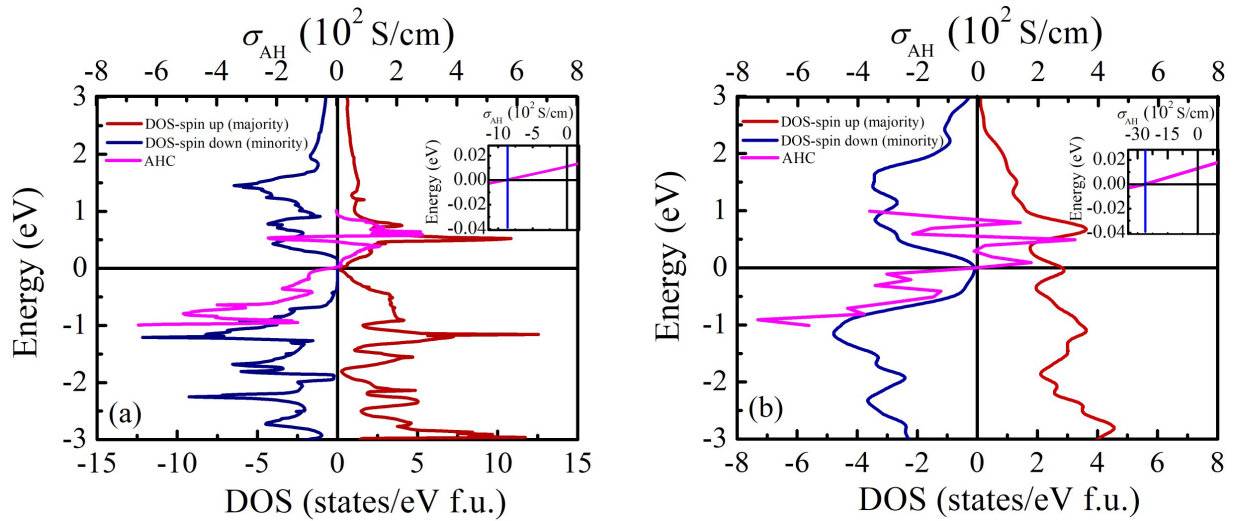 σAH (10² S/cm)
-8 -6 -4 -2 0 2 4 6 8
3
2
1
0
-1
-2
-3
Energy (eV)
DOS-spin up (majority)
DOS-spin down (minority)
AHC
σAH (10² S/cm)
-10 -5 0
0.02
0.00
-0.02
-0.04
Energy (eV)
(a)
-15 -10 -5 0 5 10 15
DOS (states/eV f.u.)
σAH (10² S/cm)
-8 -6 -4 -2 0 2 4 6 8
3
2
1
0
-1
-2
-3
Energy (eV)
DOS-spin up (majority)
DOS-spin down (minority)
AHC
σAH (10² S/cm)
-30 -15 0
0.02
0.00
-0.02
-0.04
Energy (eV)
(b)
-8 -6 -4 -2 0 2 4 6 8
DOS (states/eV f.u.)